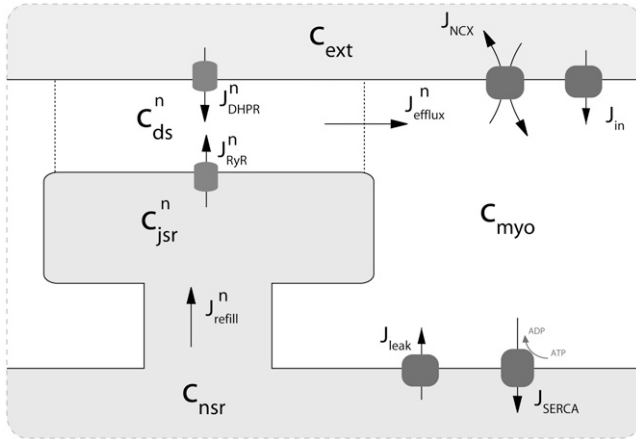 C_ext
J_NCX
J^n_DHPR
J_in
C^n_ds
J^n_efflux
J^n_RyR
C^n_jsr
C_myo
J^n_refill
J_leak
ADP
ATP
C_nsr
J_SERCA